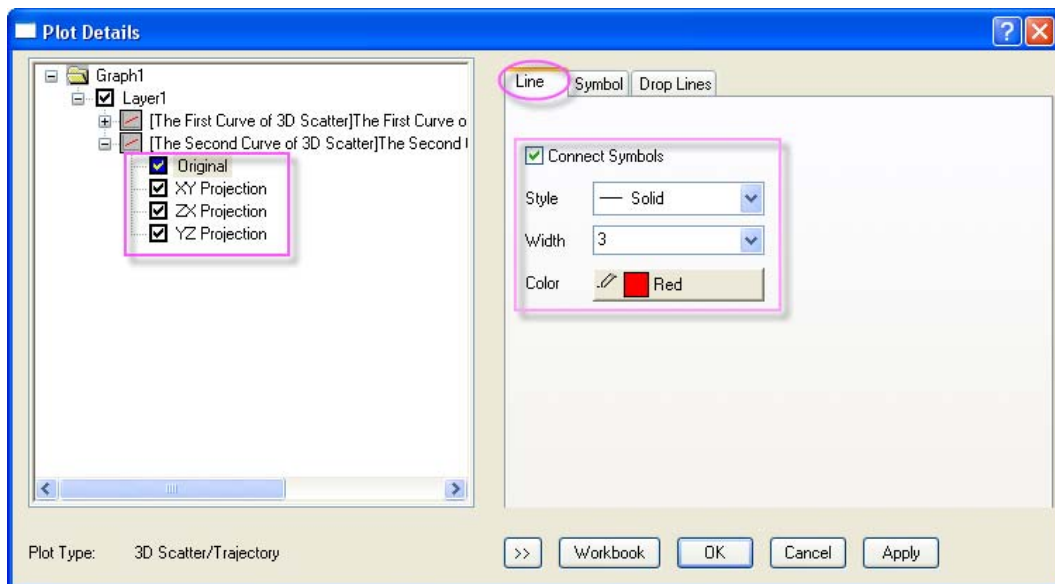 Plot Details
Graph1
Layer1
[The First Curve of 3D Scatter]The First Curve o
[The Second Curve of 3D Scatter]The Second
Original
XY Projection
ZX Projection
YZ Projection
Line
Symbol
Drop Lines
Connect Symbols
Style
Solid
Width
3
Color
Red
Plot Type: 3D Scatter/Trajectory
>>
Workbook
OK
Cancel
Apply